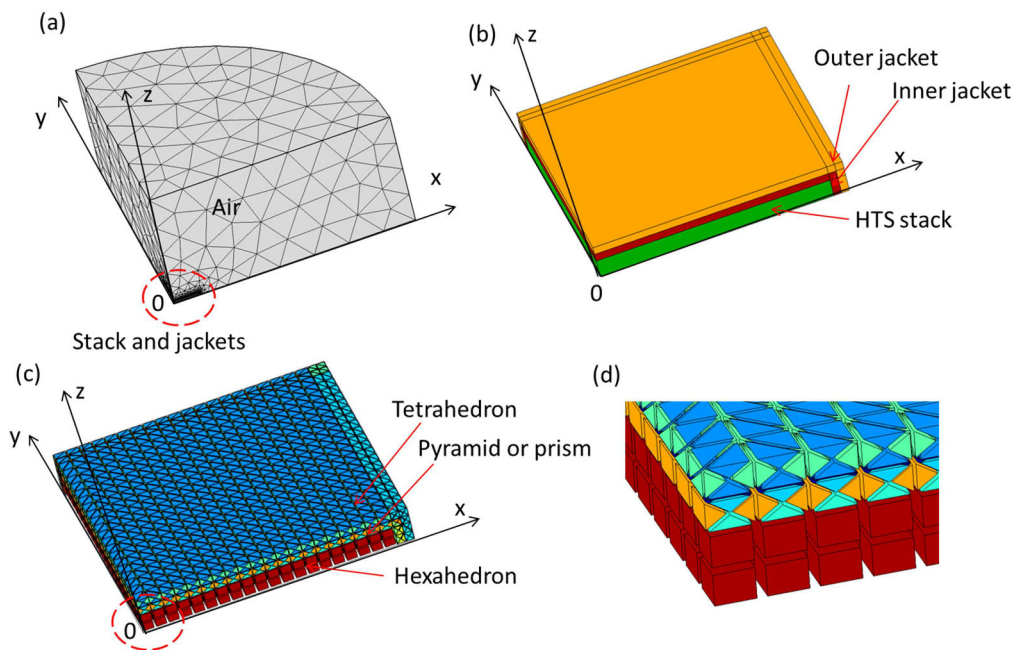 (a)
z
y
Air
x
0
Stack and jackets
(b)
z
y
Outer jacket
Inner jacket
x
HTS stack
0
(c)
z
y
Tetrahedron
Pyramid or prism
x
Hexahedron
0
(d)